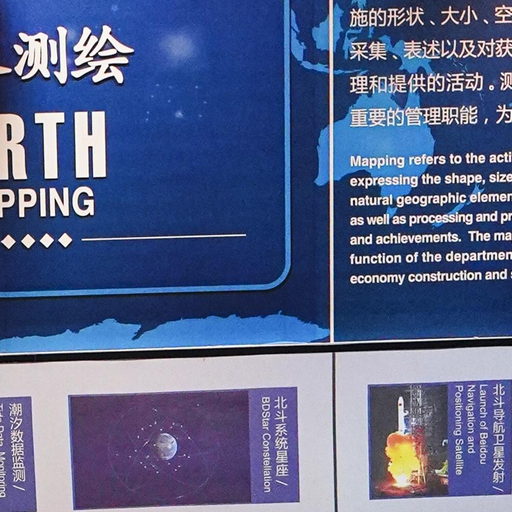 测绘
RTH
PPING
施的形状、大小、空
采集、表述以及对获
理和提供的活动。测
重要的管理职能，为
Mapping refers to the acti
expressing the shape, size
natural geographic elemen
as well as processing and pr
and achievements. The ma
function of the departmen
economy construction and s
潮汐数据监测 /
Tide Data Monitoring
北斗系统星座 /
BDStar Constellation
北斗导航卫星发射 /
Launch of Beidou
Navigation and
Positioning Satellite